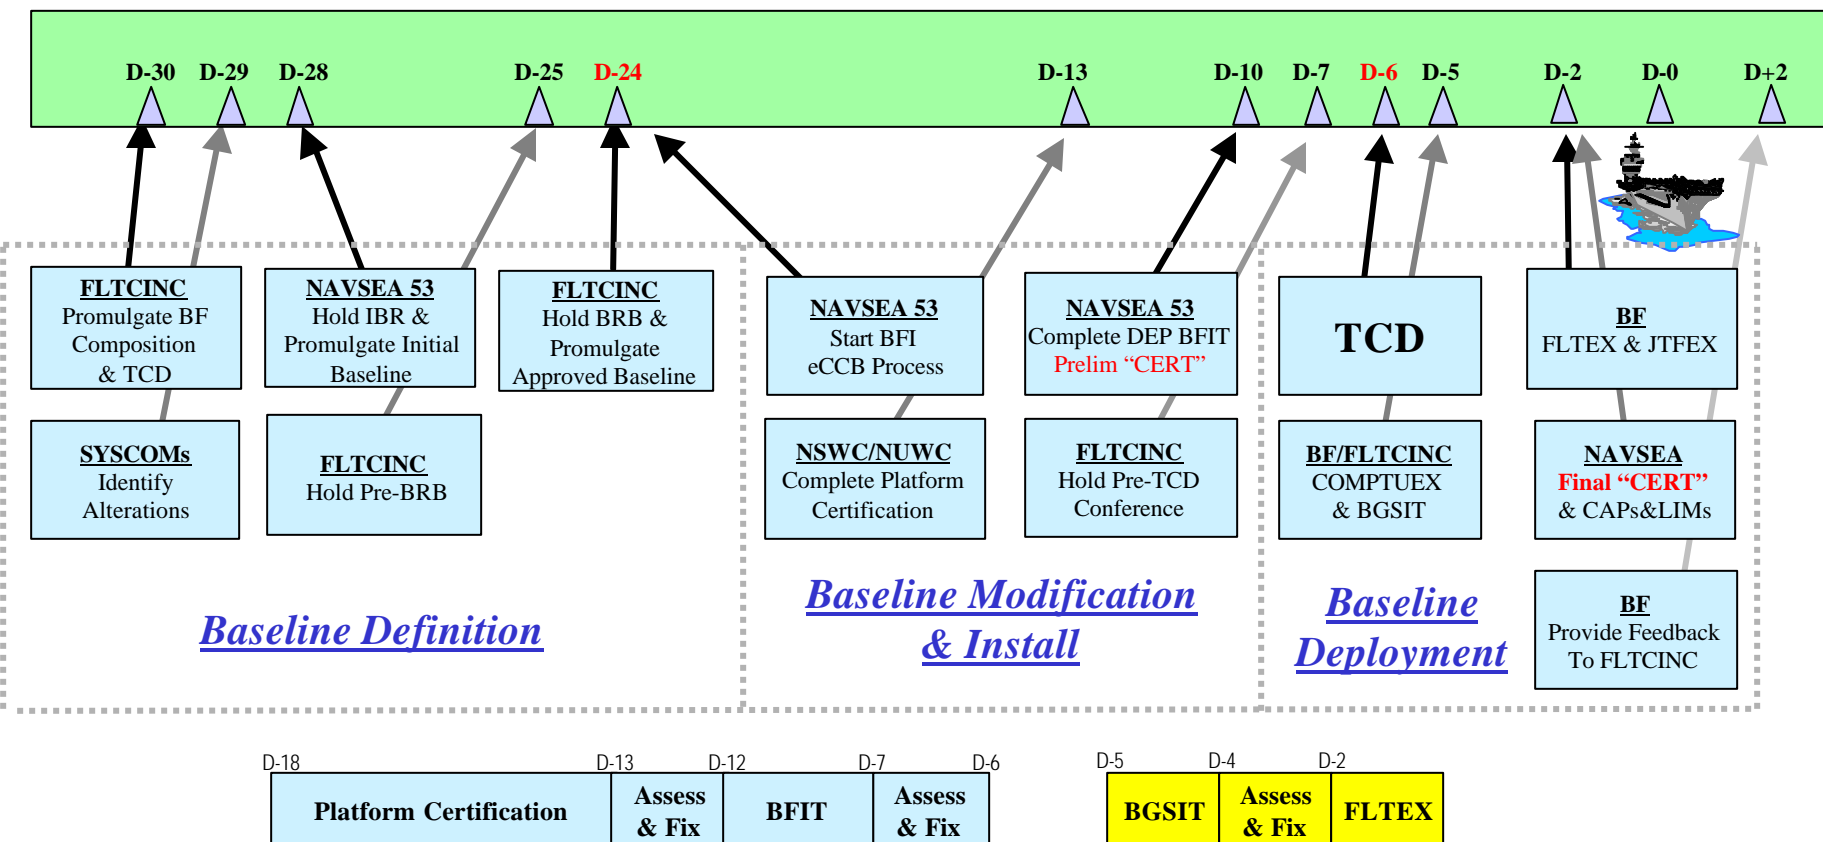 D-30 D-29 D-28 D-25 D-24 D-13 D-10 D-7 D-6 D-5 D-2 D-0 D+2
FLTCINC
Promulgate BF
Composition
& TCD
SYSCOMs
Identify
Alterations
NAVSEA 53
Hold IBR &
Promulgate Initial
Baseline
FLTCINC
Hold Pre-BRB
FLTCINC
Hold BRB &
Promulgate
Approved Baseline
Baseline Definition
NAVSEA 53
Start BFI
eCCB Process
NSWC/NUWC
Complete Platform
Certification
NAVSEA 53
Complete DEP BFIT
Prelim “CERT”
FLTCINC
Hold Pre-TCD
Conference
Baseline Modification
& Install
TCD
BF/FLTCINC
COMPTUEX
& BGSIT
BF
FLTEX & JTFEX
NAVSEA
Final “CERT”
& CAPs&LIMs
BF
Provide Feedback
To FLTCINC
Baseline
Deployment
D-18 D-13 D-12 D-7 D-6 D-5 D-4 D-2
Platform Certification
Assess
& Fix
BFIT
Assess
& Fix
BGSIT
Assess
& Fix
FLTEX